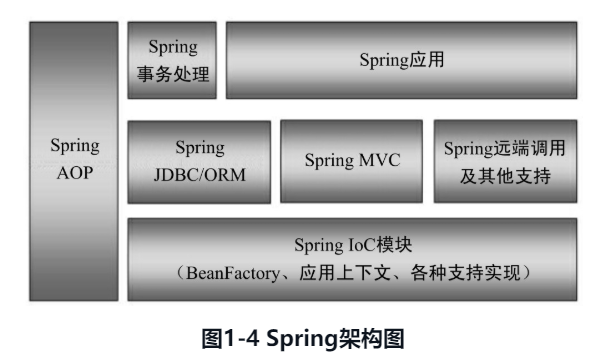 Spring
AOP
Spring
事务处理
Spring应用
Spring
JDBC/ORM
Spring MVC
Spring远端调用
及其他支持
Spring IoC模块
（BeanFactory、应用上下文、各种支持实现）
图1-4 Spring架构图